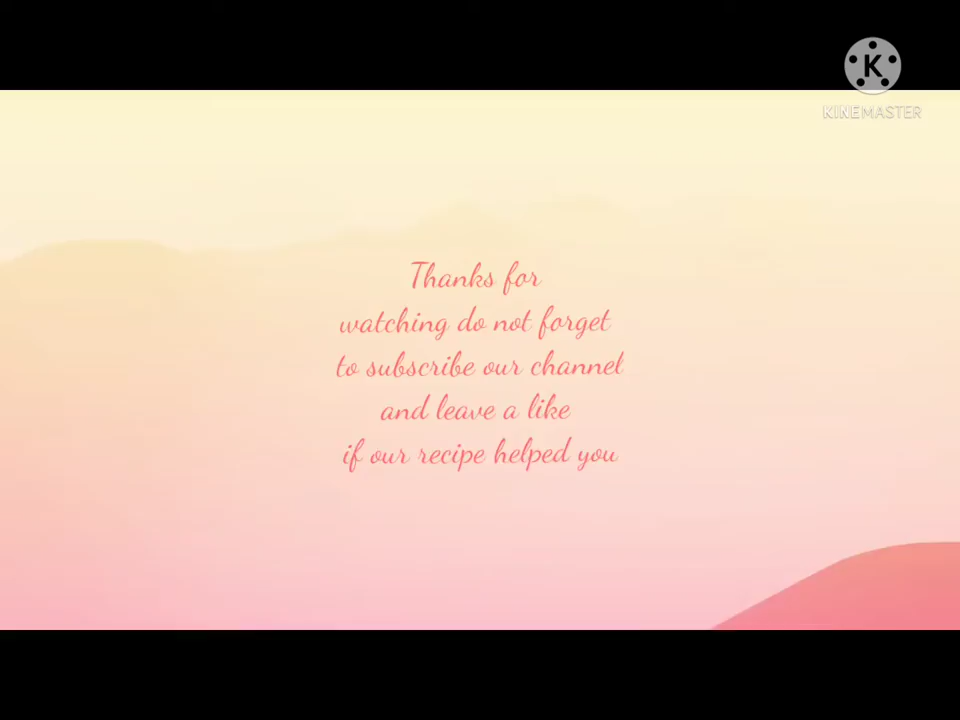 K
KINEMASTER
Thanks for
watching do not forget
to subscribe our channel
and leave a like
if our recipe helped you